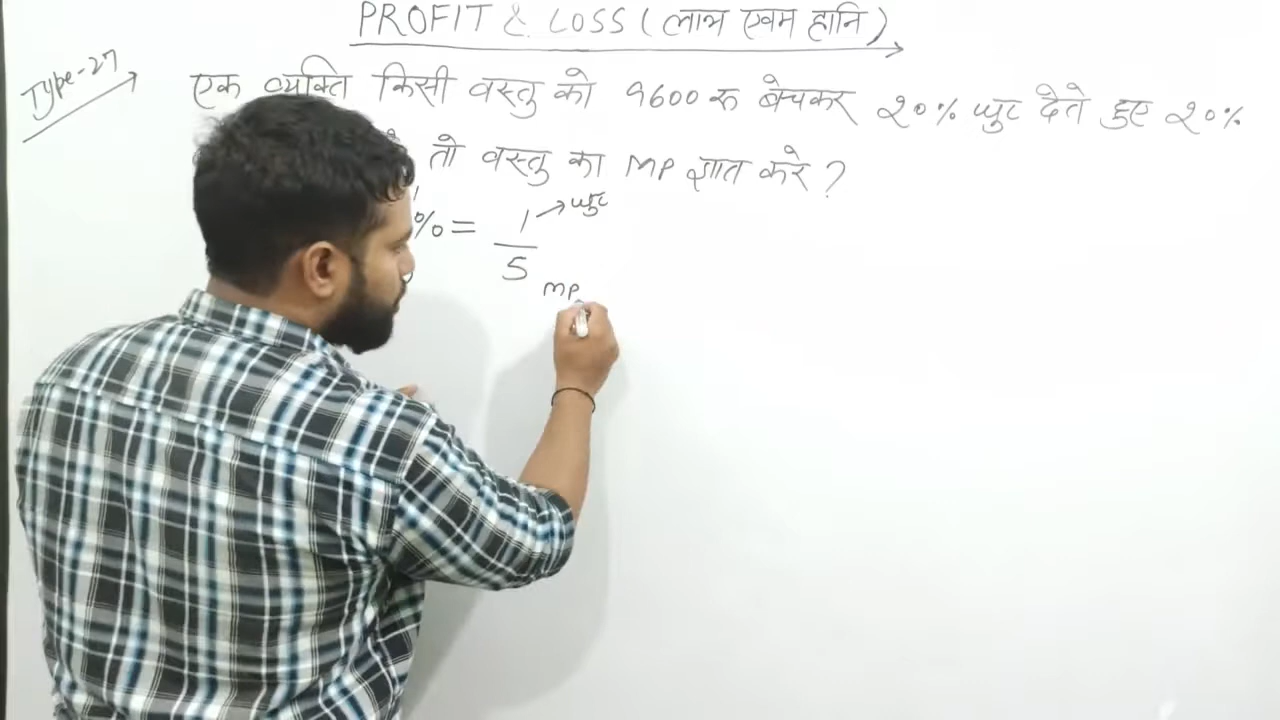 PROFIT & LOSS ( लाभ एवम हानि )
Type-27
एक व्यक्ति किसी वस्तु को 9600 रु बेचकर 20% छुट देते हुए 20%
तो वस्तु का MP ज्ञात करे ?
% = 1/5 → छुट
MP